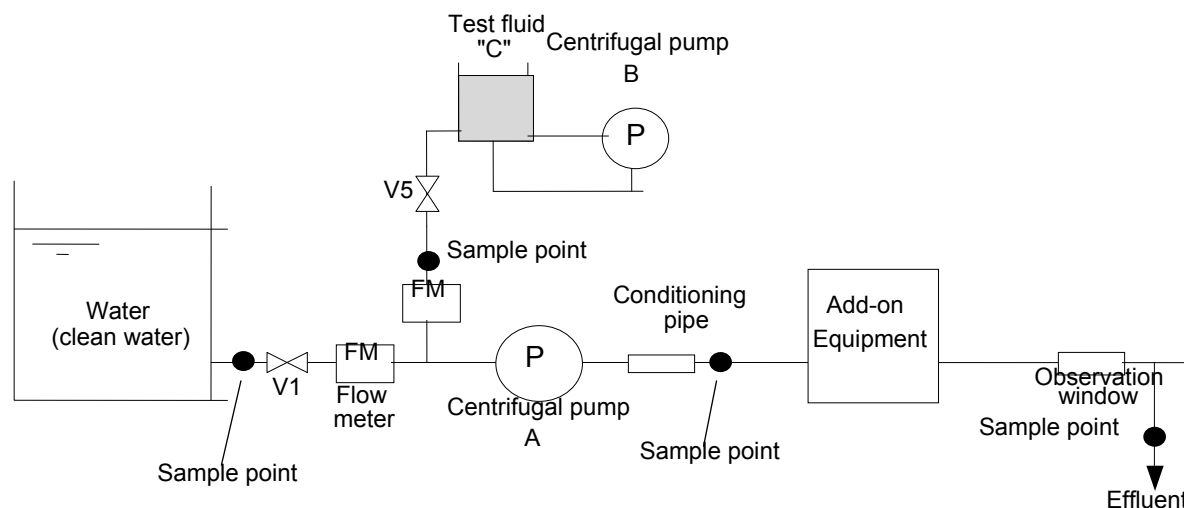 Test fluid
"C"
Centrifugal pump
B
P
V5
Sample point
FM
Water
(clean water)
FM
V1
Flow
meter
Sample point
P
Centrifugal pump
A
Conditioning
pipe
Sample point
Add-on
Equipment
Observation
window
Sample point
Effluent